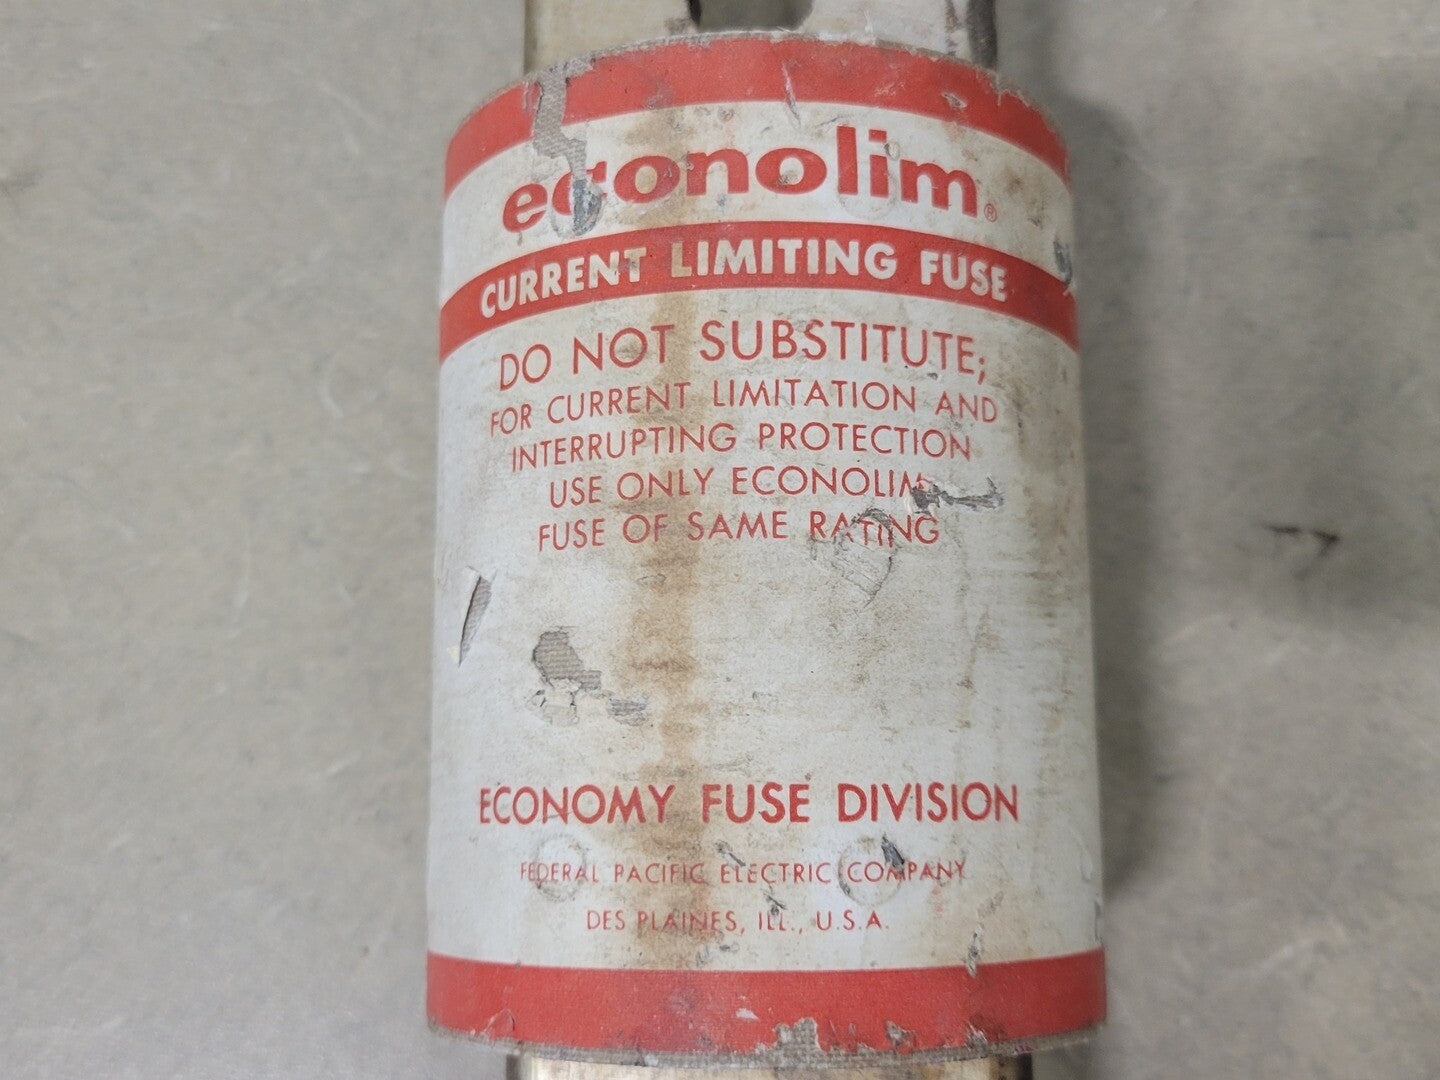 econolim®
CURRENT LIMITING FUSE
DO NOT SUBSTITUTE;
FOR CURRENT LIMITATION AND
INTERRUPTING PROTECTION
USE ONLY ECONOLIM
FUSE OF SAME RATING
ECONOMY FUSE DIVISION
FEDERAL PACIFIC ELECTRIC COMPANY
DES PLAINES, ILL., U.S.A.